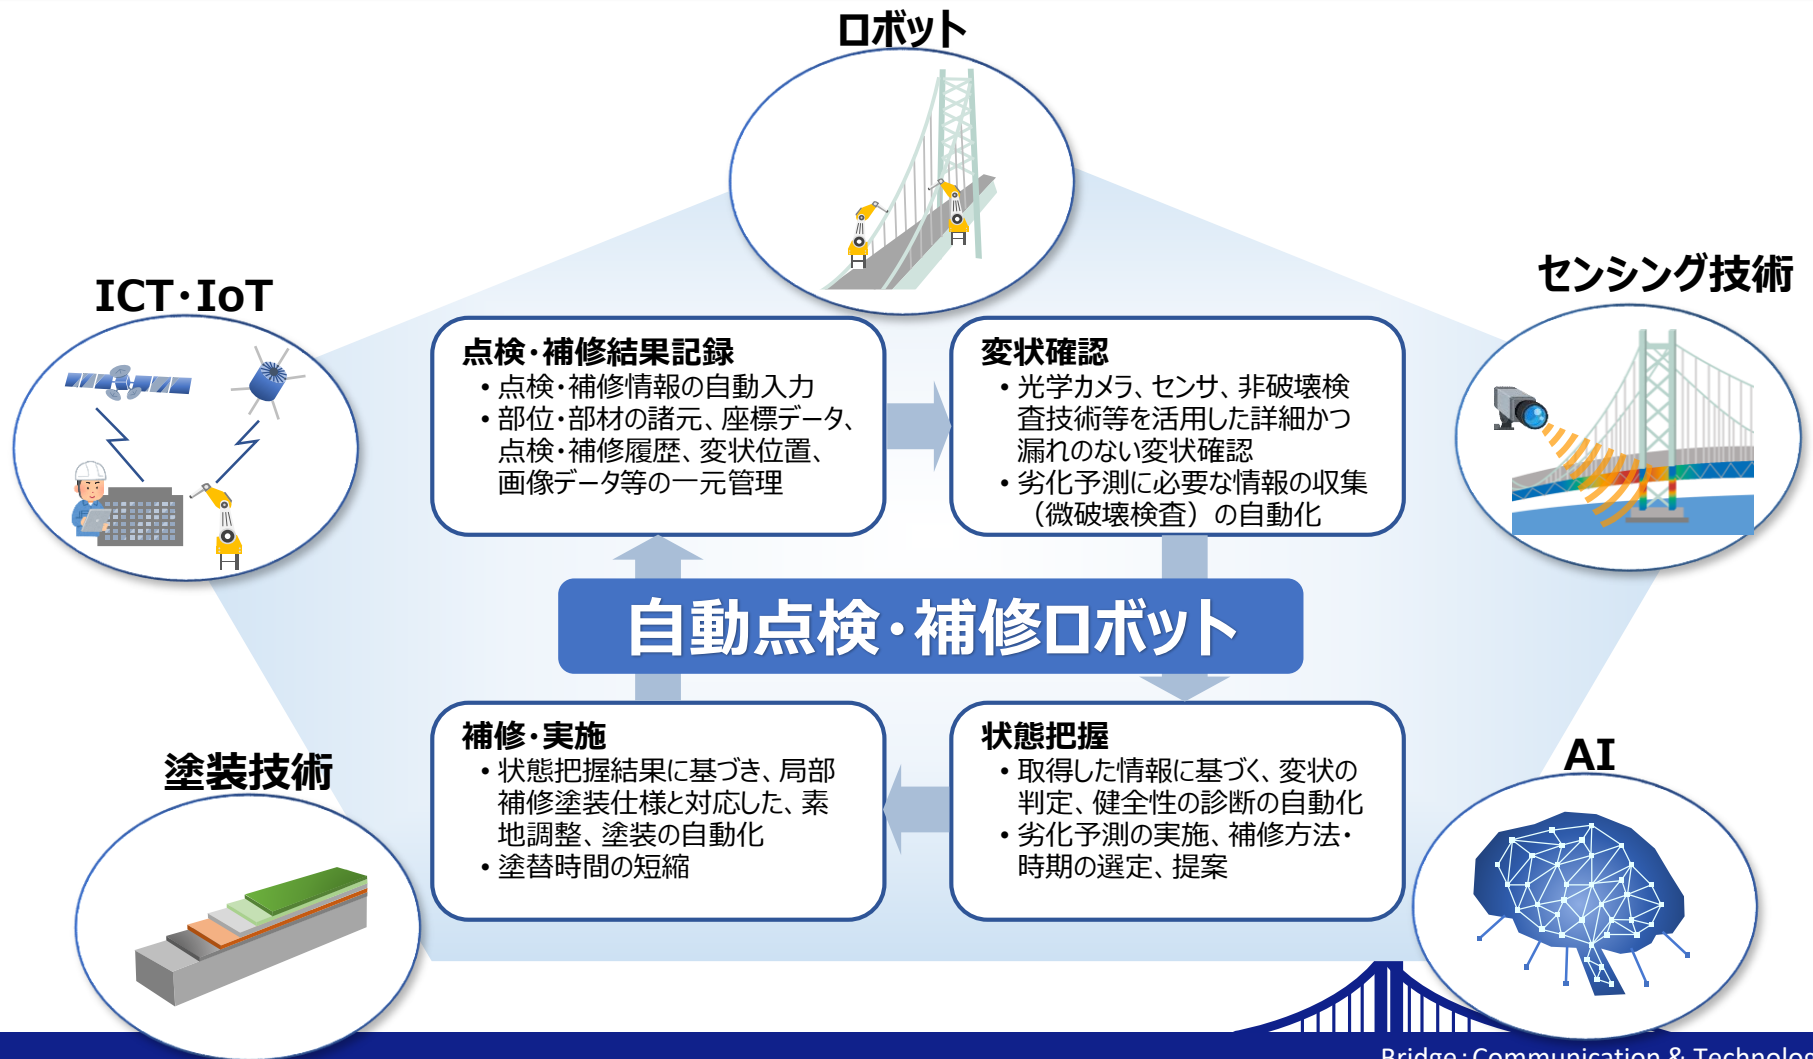 ロボット
ICT・IoT
センシング技術
点検・補修結果記録
・点検・補修情報の自動入力
・部位・部材の諸元、座標データ、
点検・補修履歴、変状位置、
画像データ等の一元管理
変状確認
・光学カメラ、センサ、非破壊検
査技術等を活用した詳細かつ
漏れのない変状確認
・劣化予測に必要な情報の収集
（微破壊検査）の自動化
自動点検・補修ロボット
補修・実施
・状態把握結果に基づき、局部
補修塗装仕様と対応した、素
地調整、塗装の自動化
・塗替時間の短縮
状態把握
・取得した情報に基づく、変状の
判定、健全性の診断の自動化
・劣化予測の実施、補修方法・
時期の選定、提案
塗装技術
AI
Bridge：Communication &